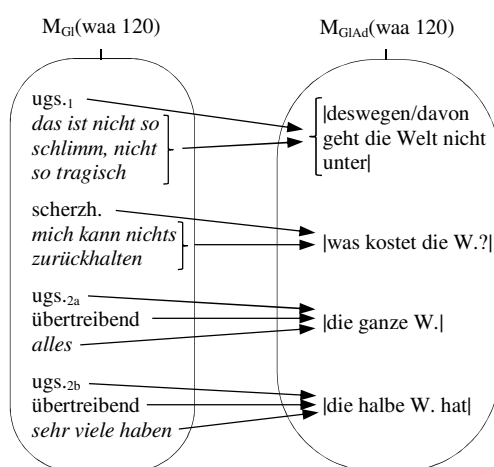 M_Gl(waa 120) M_GlAd(waa 120)
ugs.₁
das ist nicht so
schlimm, nicht
so tragisch
|deswegen/davon
geht die Welt nicht
unter|
scherzh.
mich kann nichts
zurückhalten
|was kostet die W.?|
ugs.₂ₐ
übertreibend
alles
|die ganze W.|
ugs.2b
übertreibend
sehr viele haben
|die halbe W. hat|